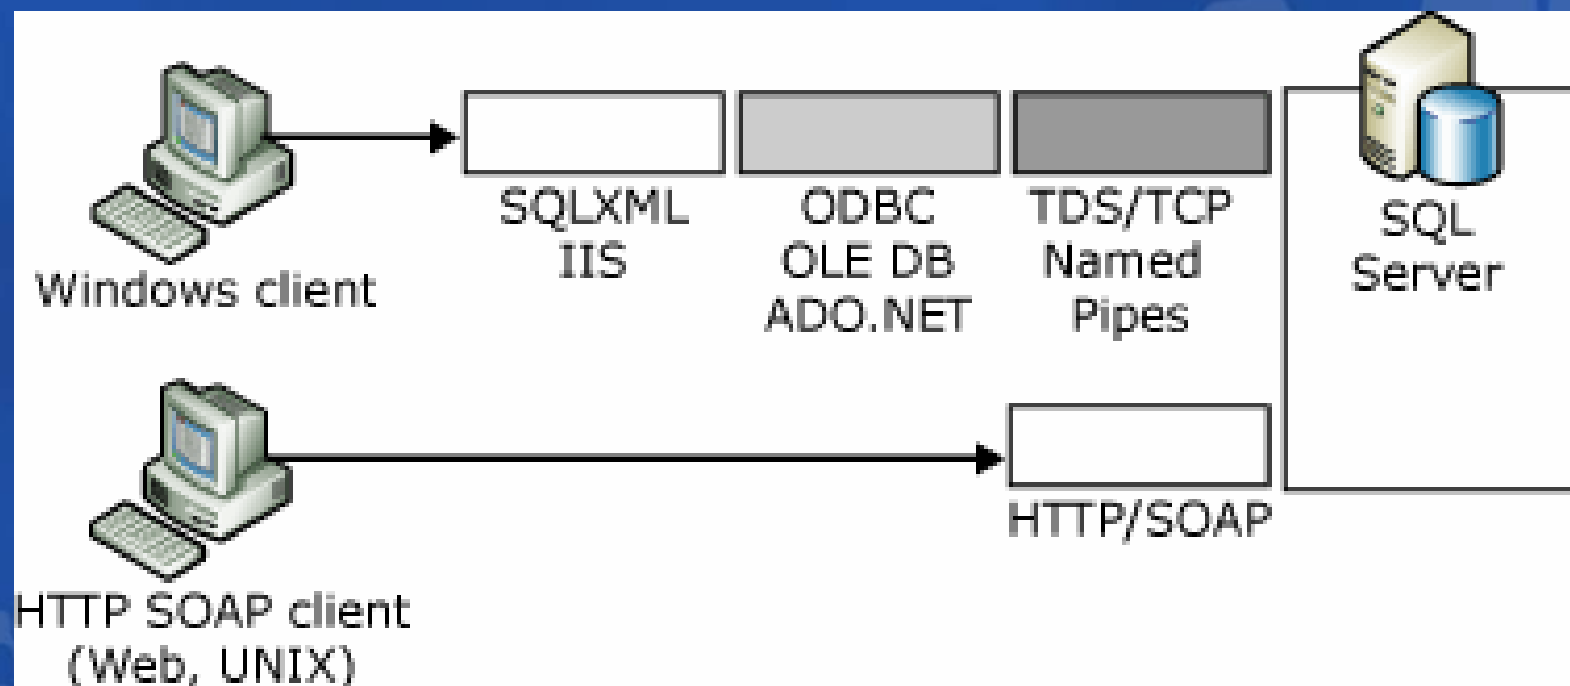 SQLXML
IIS
ODBC
OLE DB
ADO.NET
TDS/TCP
Named
Pipes
SQL
Server
Windows client
HTTP/SOAP
HTTP SOAP client
(Web, UNIX)